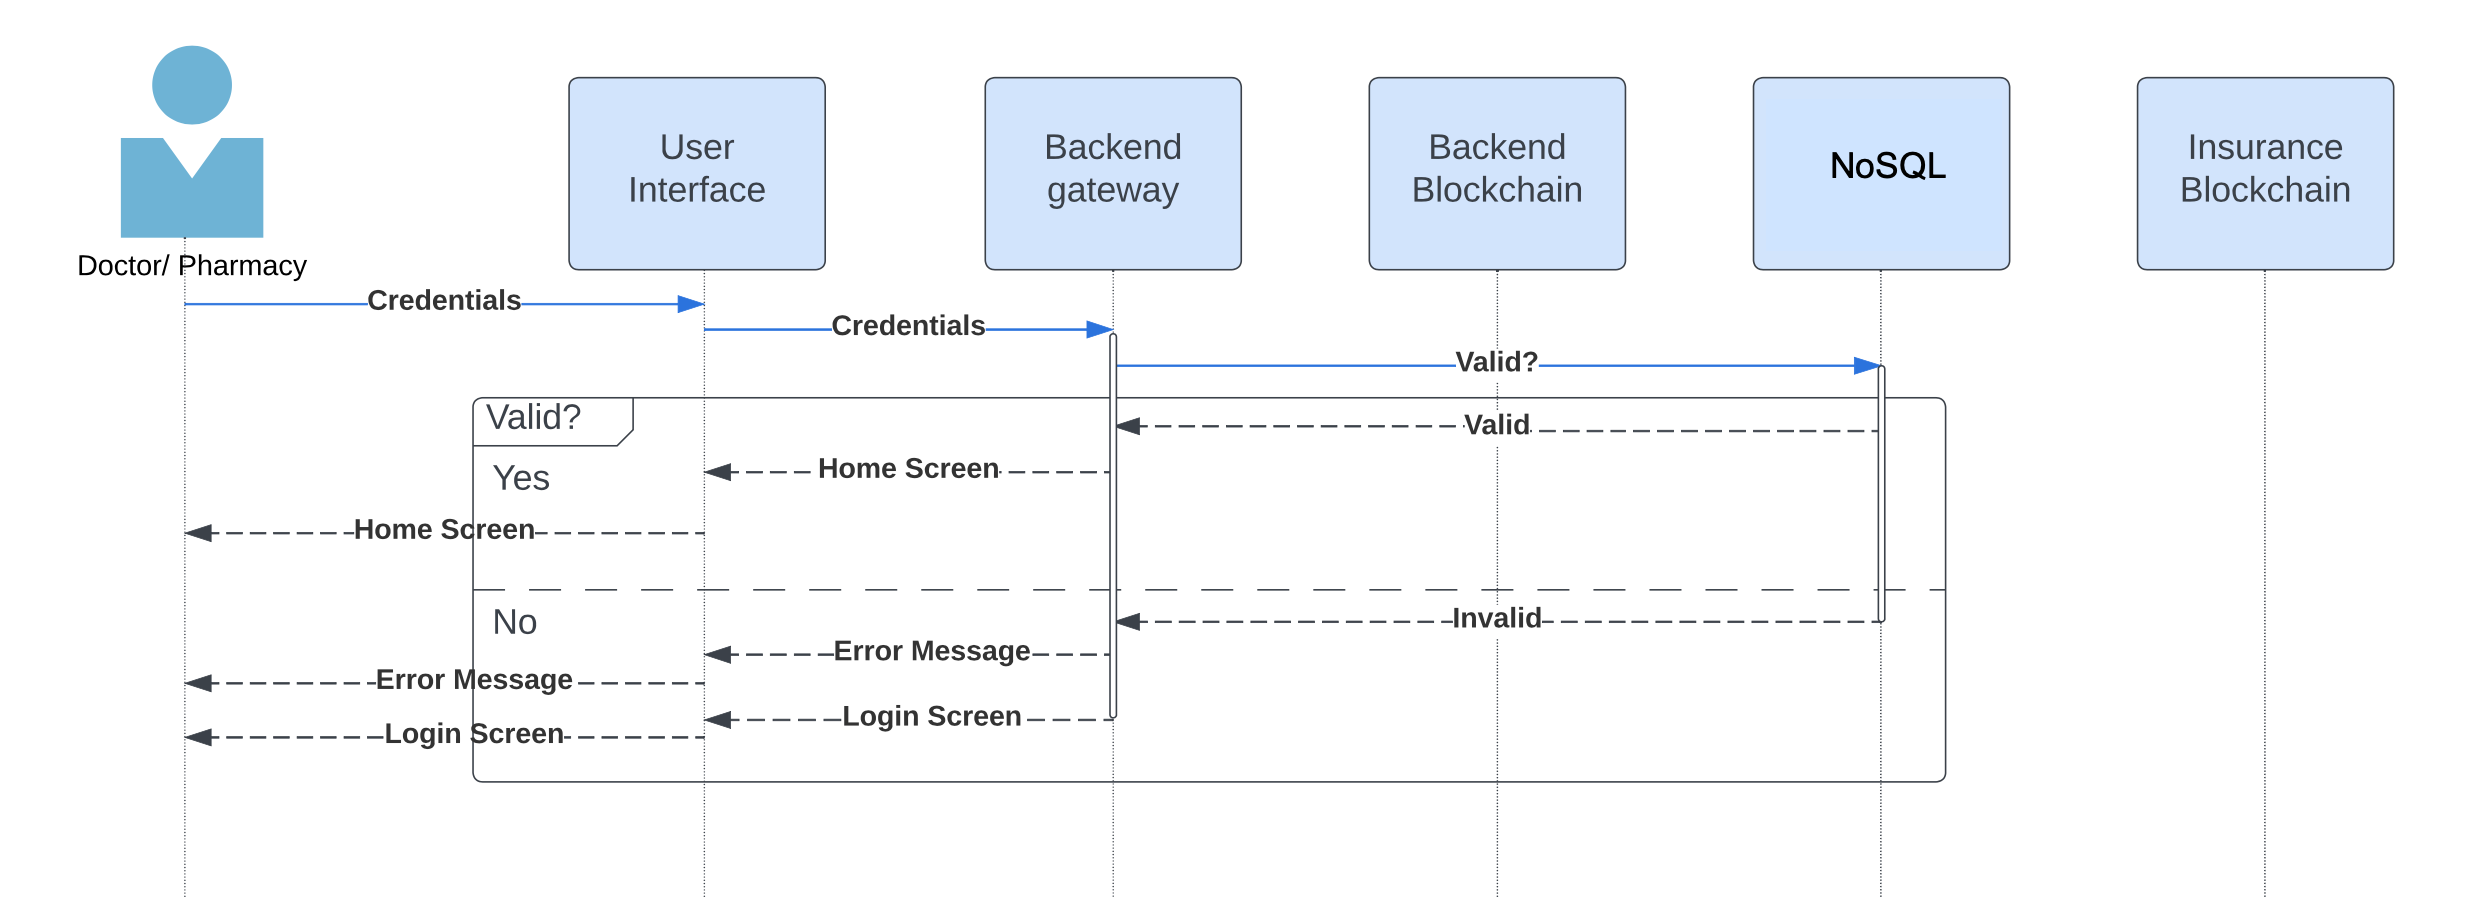 User
Interface
Backend
gateway
Backend
Blockchain
NoSQL
Insurance
Blockchain
Doctor/ Pharmacy
Credentials
Credentials
Valid?
Valid?
Valid
Home Screen
Yes
Home Screen
No
Invalid
Error Message
Error Message
Login Screen
Login Screen